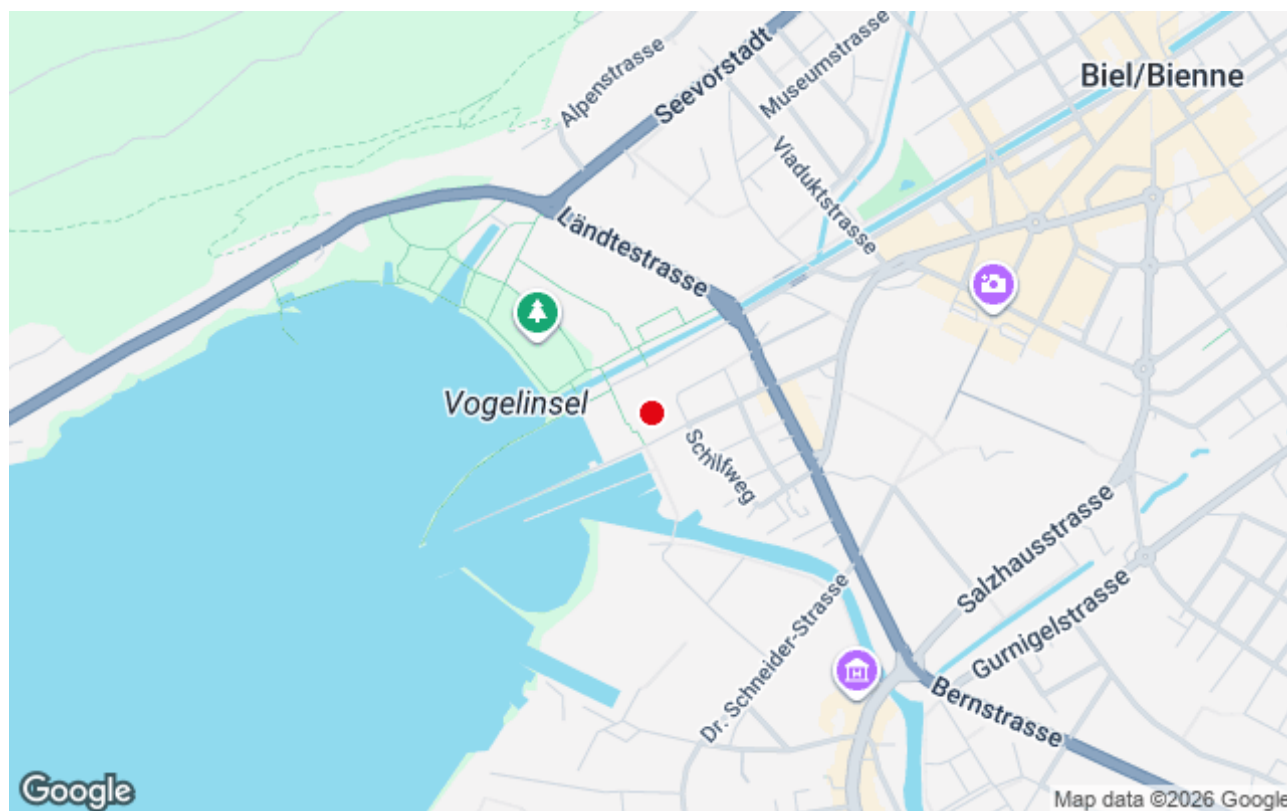 Alpenstrasse
Seevorstadt
Museumstrasse
Biel/Bienne
Viaduktstrasse
Ländtestrasse
Vogelinsel
Schilfweg
Salzhausstrasse
Gurnigelstrasse
Dr. Schneider-Strasse
Bernstrasse
H
Google
Map data ©2026 Google